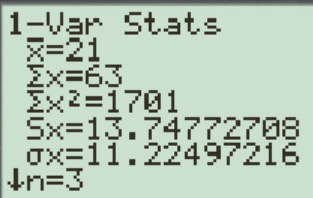 1-Var Stats
x̄=21
Σx=63
Σx²=1701
Sx=13.74772708
σx=11.22497216
↓n=3